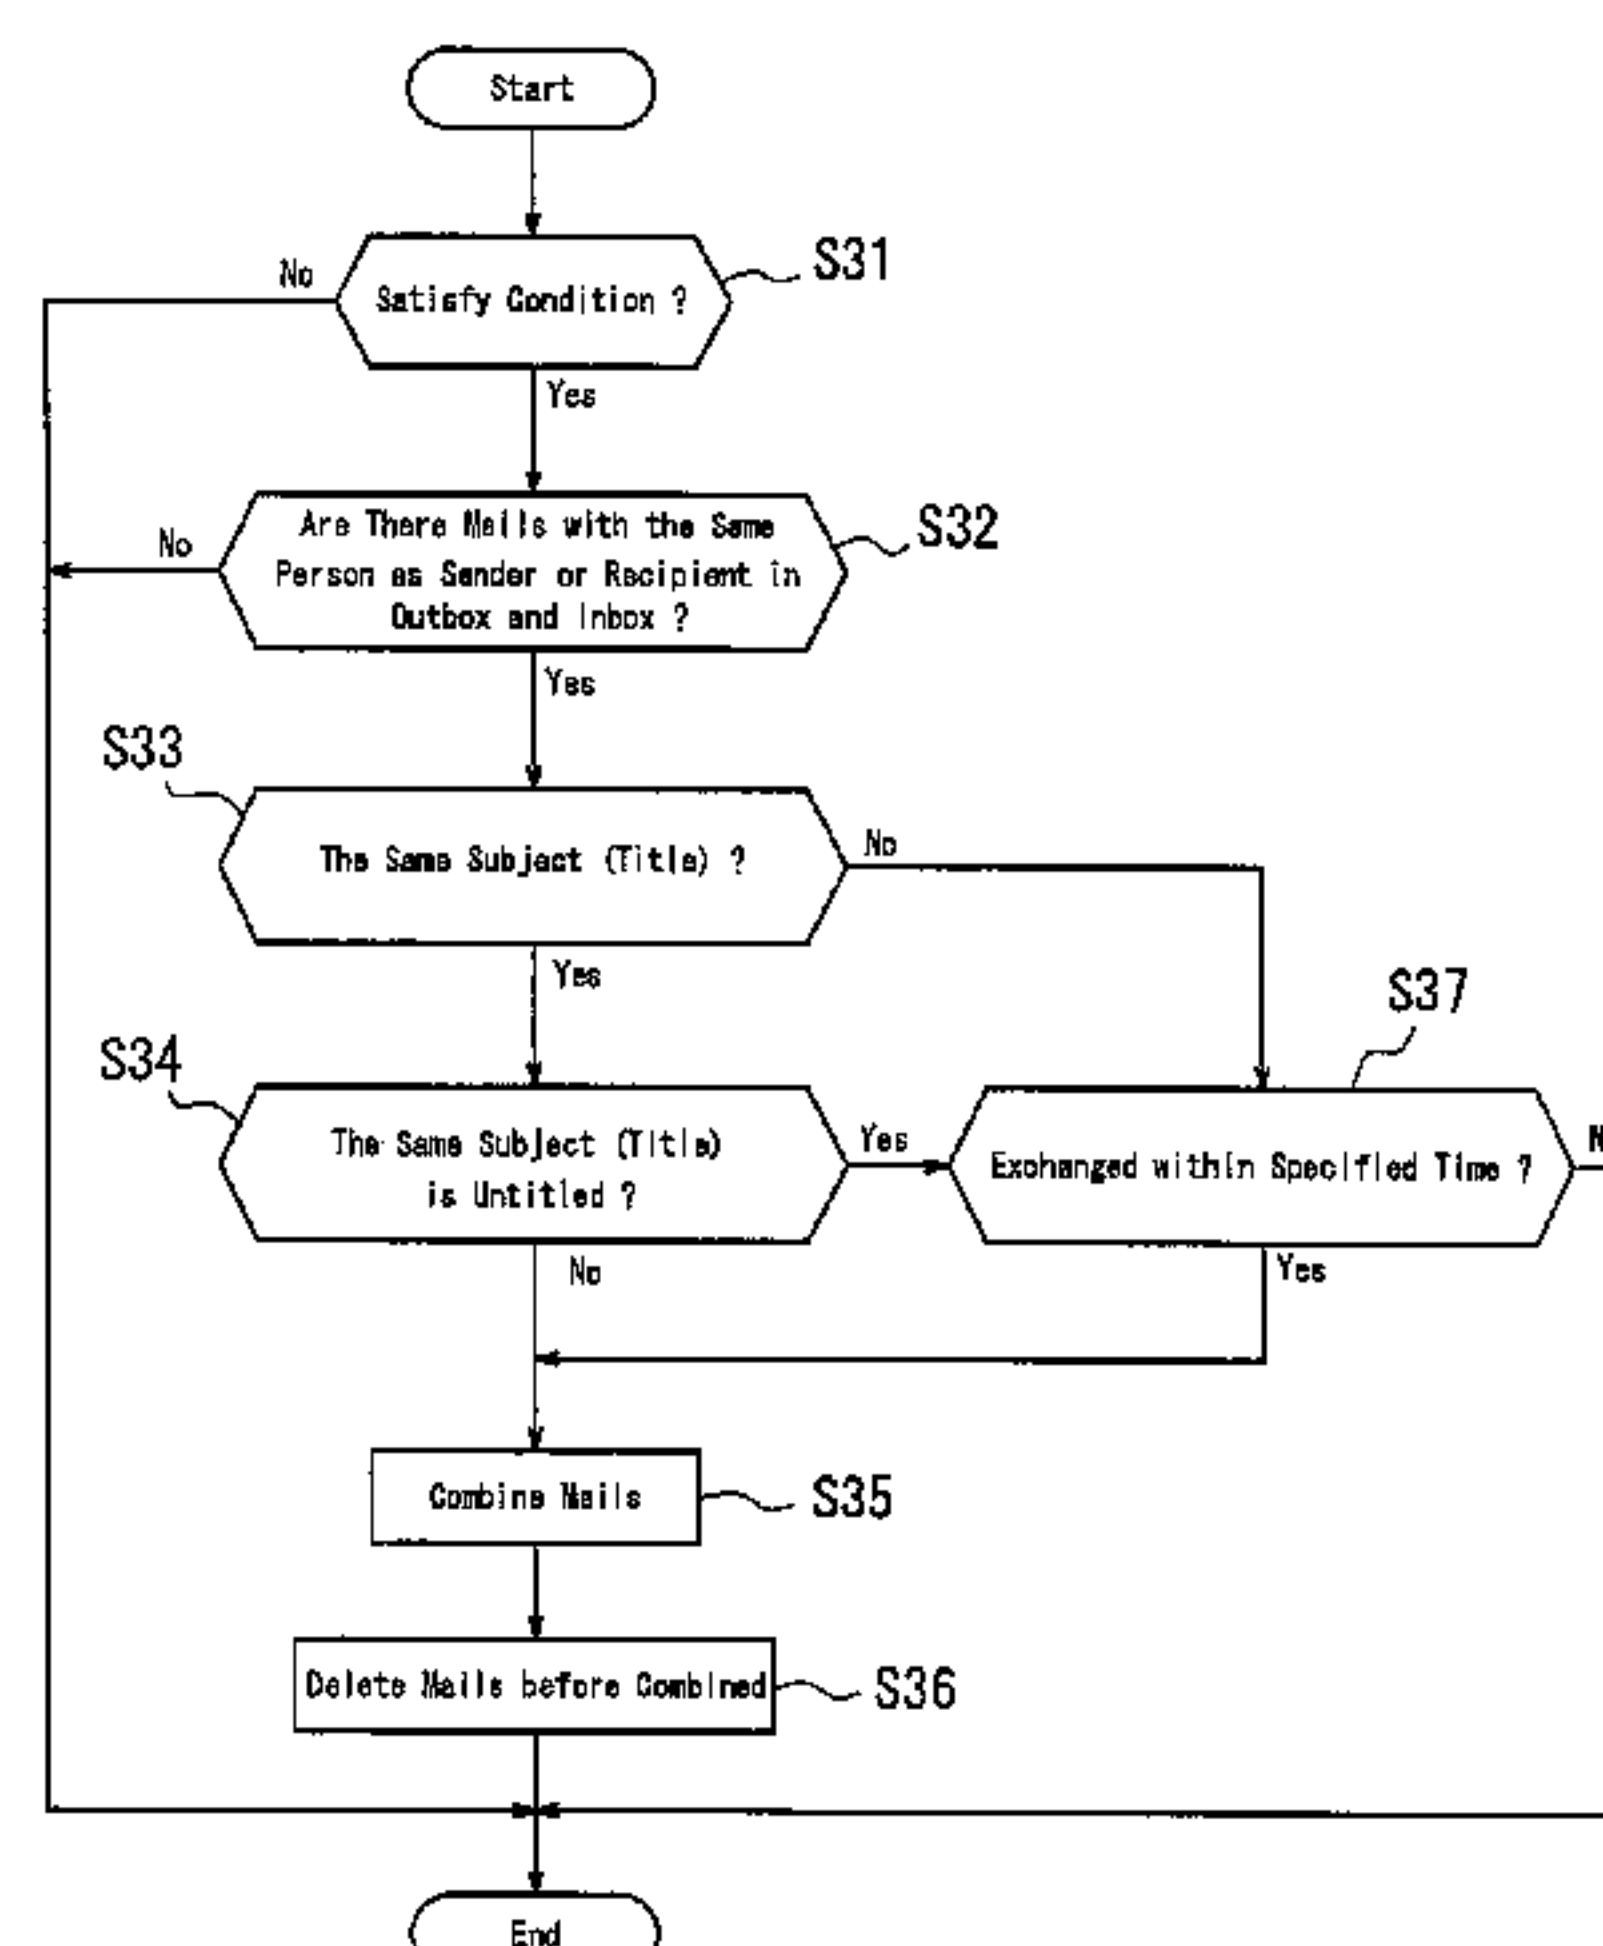 Start
No
Satisfy Condition ?
S31
Yes
Are There Mails with the Same
Person as Sender or Recipient in
Outbox and Inbox ?
S32
No
Yes
S33
The Same Subject (Title) ?
No
Yes
S34
The Same Subject (Title)
is Untitled ?
Yes
S37
Exchanged within Specified Time ?
No
Yes
Combine Mails
S35
Delete Mails before Combined
S36
End